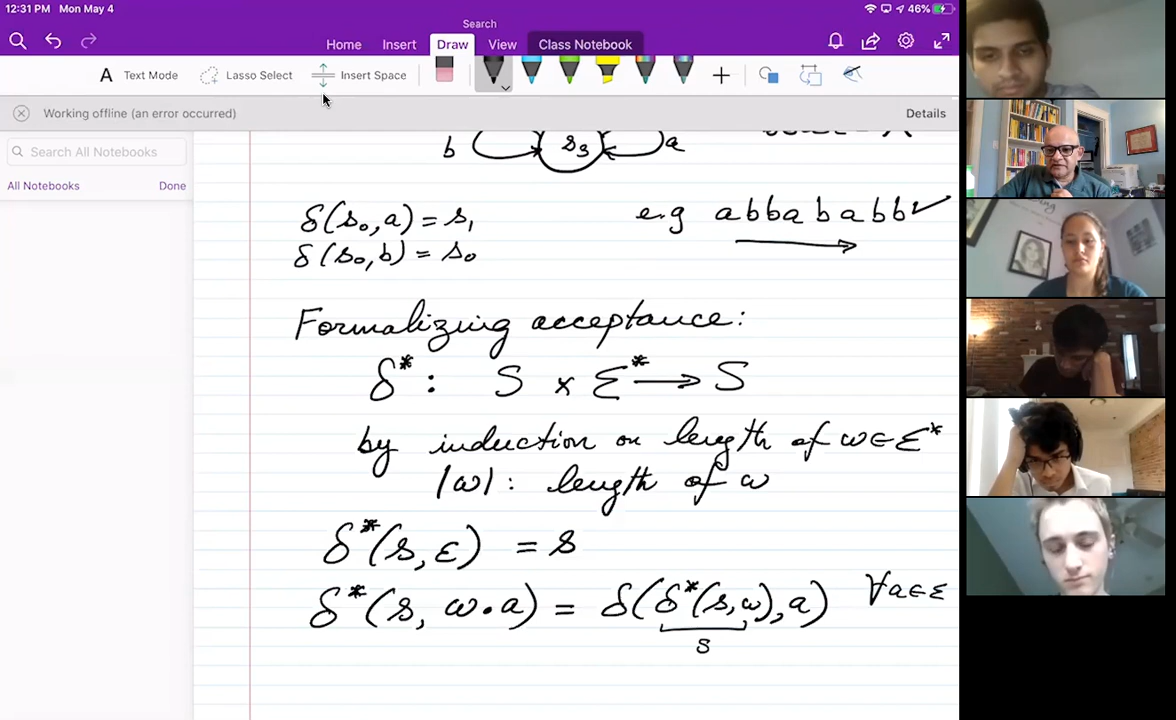 12:31 PM Mon May 4
46%
Search
Home Insert Draw View Class Notebook
A Text Mode Lasso Select Insert Space
Working offline (an error occurred) Details
Search All Notebooks
All Notebooks Done
b s₃ a
δ(s₀,a) = s₁
e.g abbababb✓
δ(s₀,b) = s₀
Formalizing acceptance:
δ* : S × Σ* → S
by induction on length of w∈Σ*
|w| : length of w
δ*(s,ε) = s
δ*(s, w•a) = δ(δ*(s,w),a) ∀a∈Σ
s